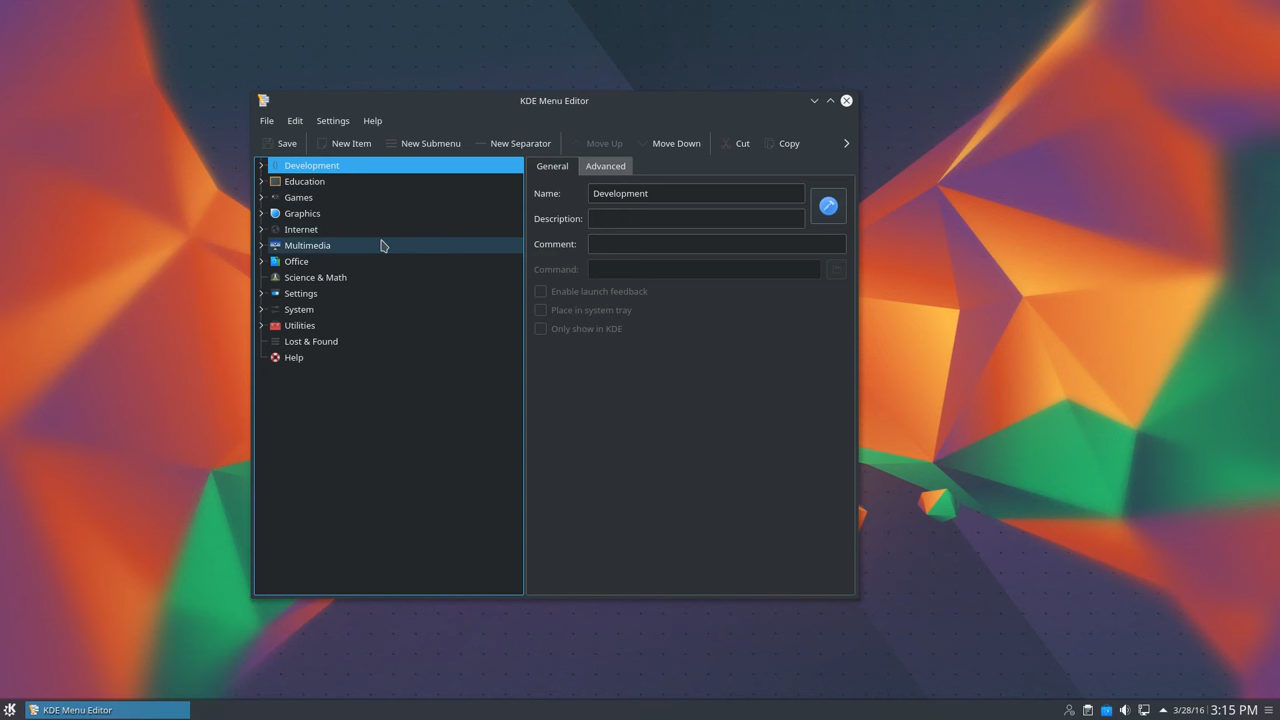 KDE Menu Editor
File Edit Settings Help
Save New Item New Submenu New Separator Move Up Move Down Cut Copy
Development
Education
Games
Graphics
Internet
Multimedia
Office
Science & Math
Settings
System
Utilities
Lost & Found
Help
General Advanced
Name: Development
Description:
Comment:
Command:
Enable launch feedback
Place in system tray
Only show in KDE
KDE Menu Editor 3/28/16 3:15 PM